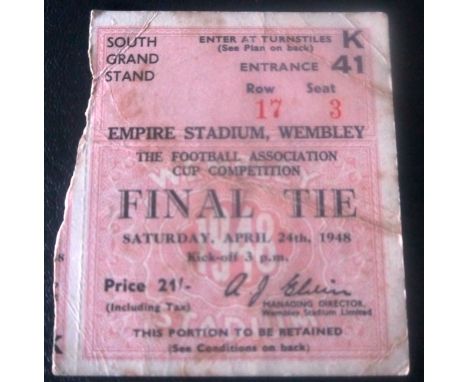 SOUTH GRAND STAND
ENTER AT TURNSTILES K
(See Plan on back)
ENTRANCE 41
Row Seat
17 3
EMPIRE STADIUM, WEMBLEY
THE FOOTBALL ASSOCIATION
CUP COMPETITION
FINAL TIE
SATURDAY, APRIL 24th, 1948
Kick-off 3 p.m.
Price 21/-
(Including Tax)
A. J. Elvin
MANAGING DIRECTOR,
Wembley Stadium Limited
THIS PORTION TO BE RETAINED
(See Conditions on back)